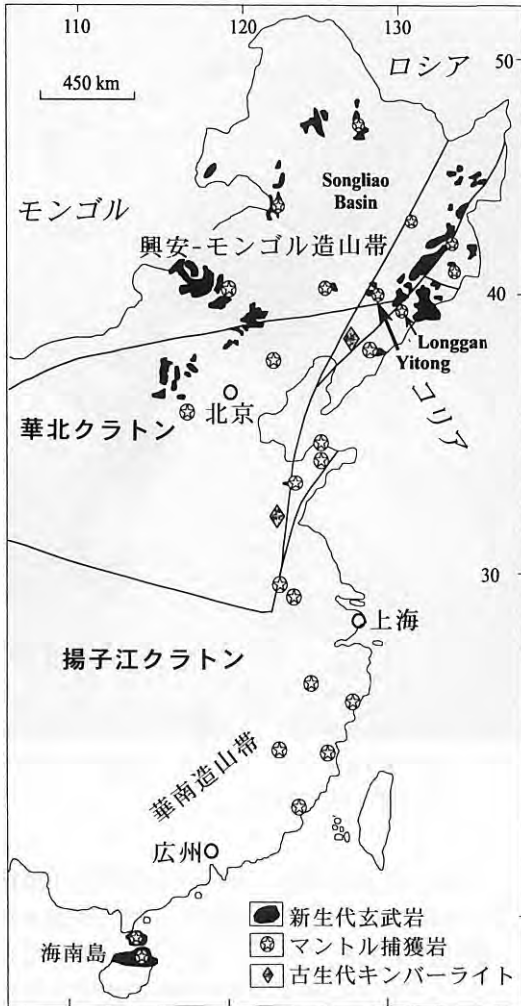 110
120
130
50
ロシア
450 km
Songliao
Basin
モンゴル
興安-モンゴル造山帯
40
Longgan
Yitong
コリア
北京
華北クラトン
30
上海
揚子江クラトン
華南造山帯
広州
海南島
新生代玄武岩
マントル捕獲岩
古生代キンバーライト
110
120
130